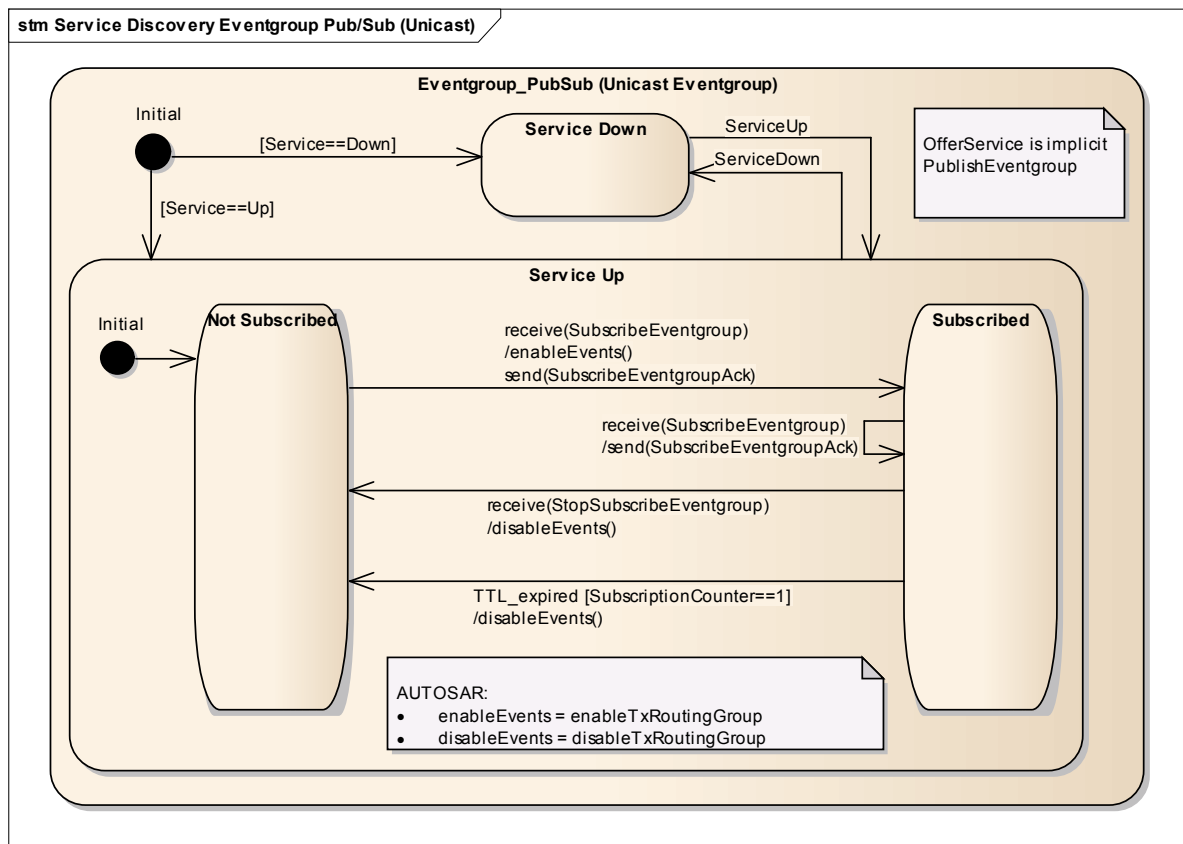 stm Service Discovery Eventgroup Pub/Sub (Unicast)
Eventgroup_PubSub (Unicast Eventgroup)
Initial
Service Down
ServiceUp
OfferService is implicit
PublishEventgroup
[Service==Down]
ServiceDown
[Service==Up]
Service Up
Initial
Not Subscribed
receive(SubscribeEventgroup)
/enableEvents()
send(SubscribeEventgroupAck)
Subscribed
receive(SubscribeEventgroup)
/send(SubscribeEventgroupAck)
receive(StopSubscribeEventgroup)
/disableEvents()
TTL_expired [SubscriptionCounter==1]
/disableEvents()
AUTOSAR:
• enableEvents = enableTxRoutingGroup
• disableEvents = disableTxRoutingGroup